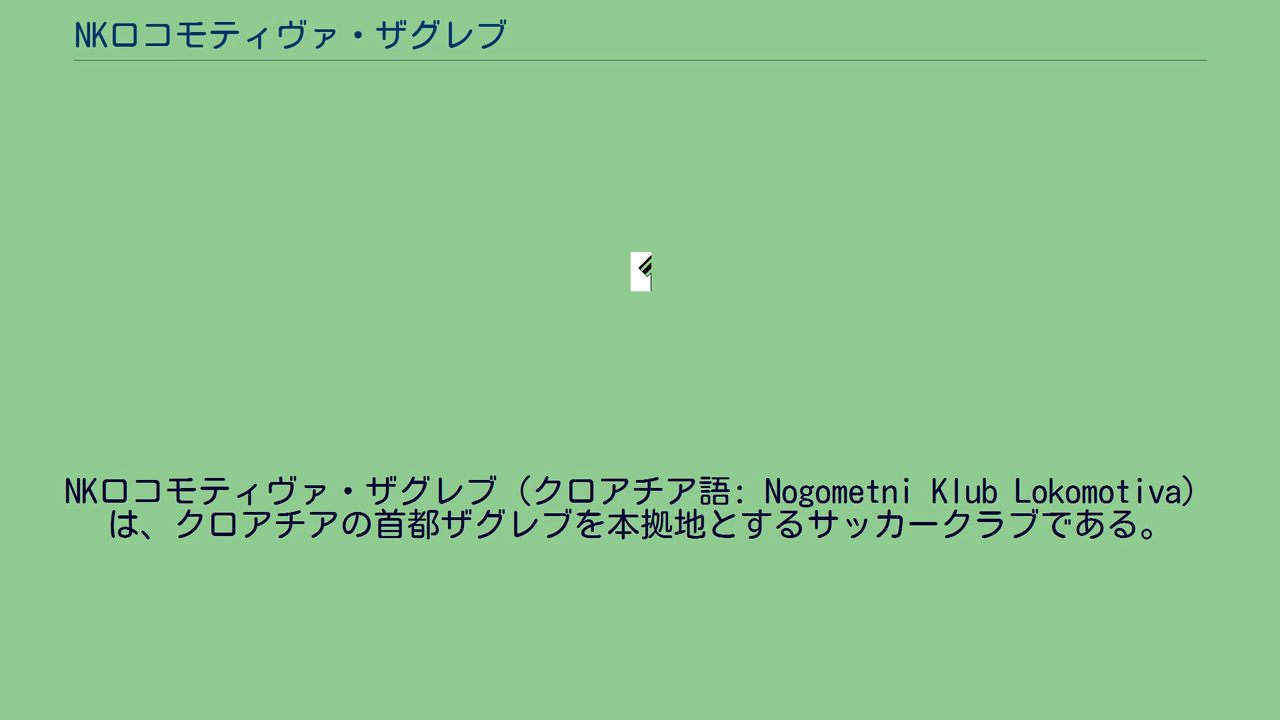 NKロコモティヴァ・ザグレブ
NKロコモティヴァ・ザグレブ（クロアチア語: Nogometni Klub Lokomotiva）
は、クロアチアの首都ザグレブを本拠地とするサッカークラブである。